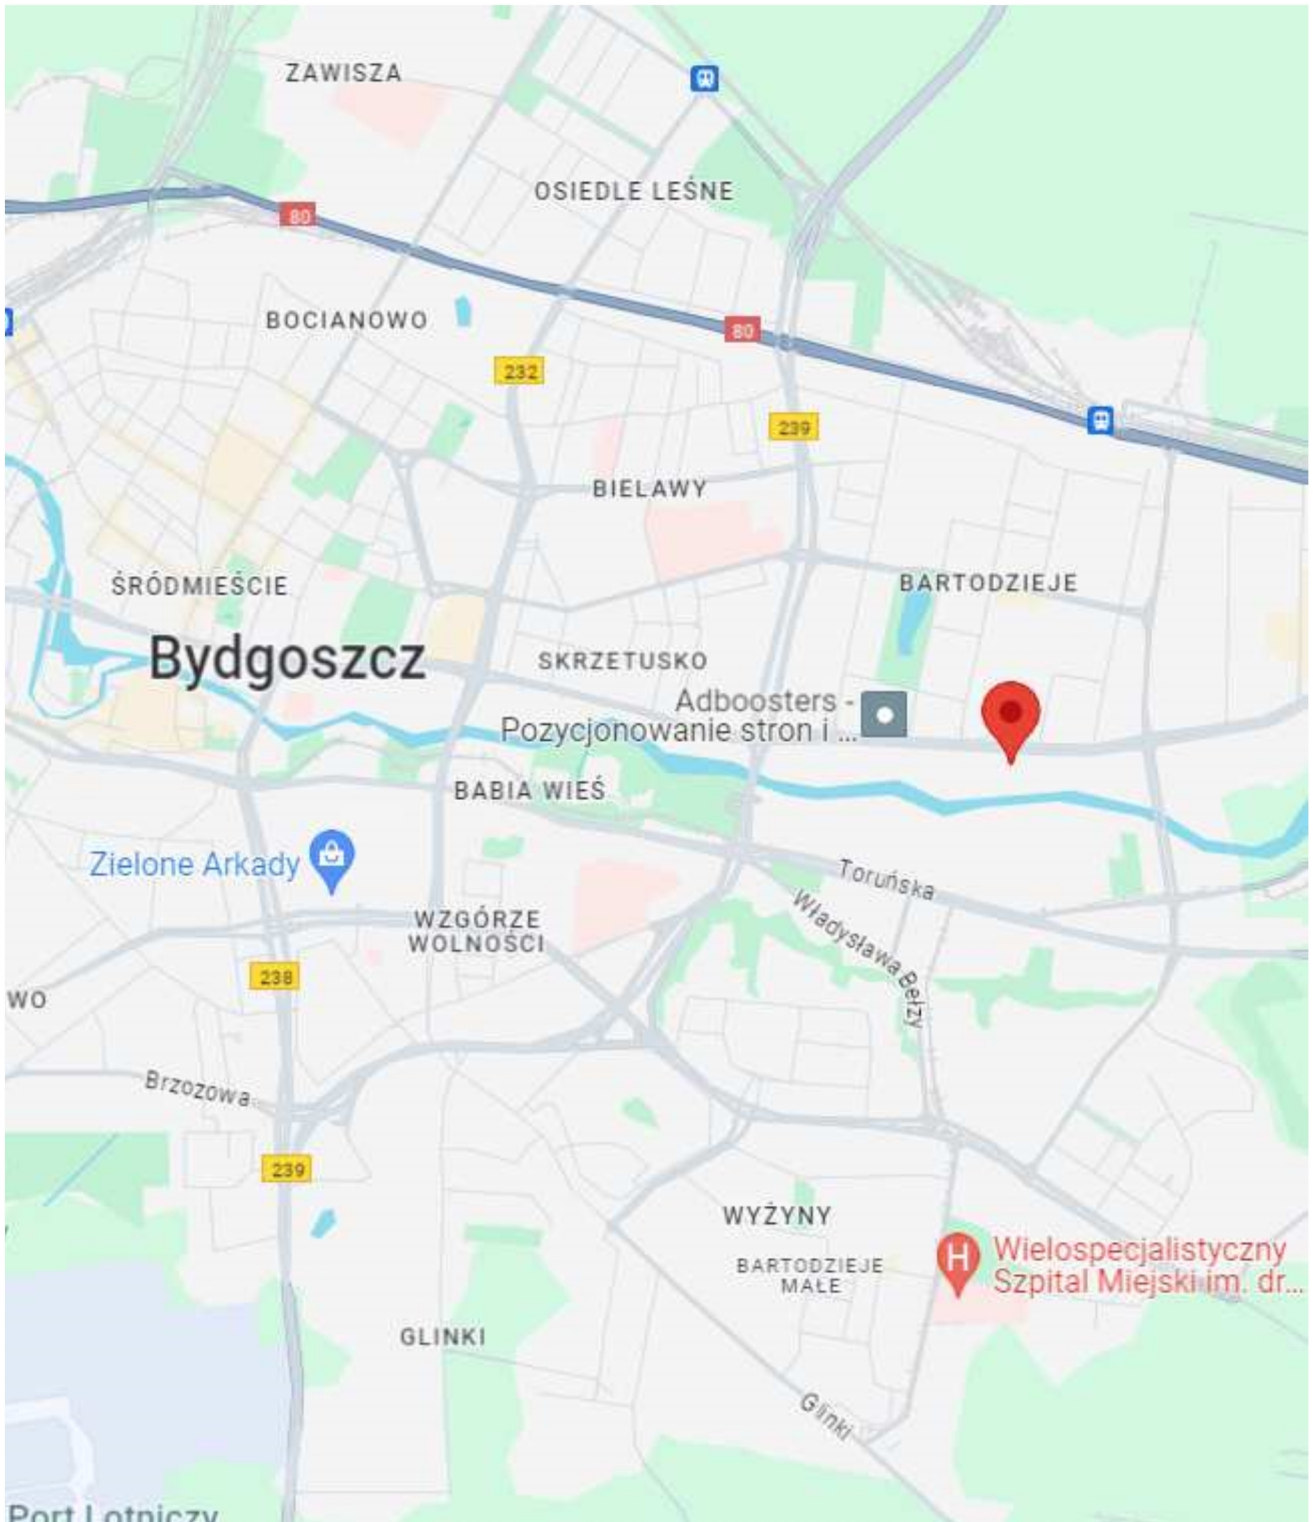 ZAWISZA
OSIEDLE LEŚNE
80
BOCIANOWO
80
232
239
BIELAWY
ŚRÓDMIEŚCIE
BARTODZIEJE
Bydgoszcz
SKRZETUSKO
Adboosters -
Pozycjonowanie stron i ...
BABIA WIEŚ
Zielone Arkady
Toruńska
Władysława Bełzy
WZGÓRZE
WOLNOŚCI
238
WO
Brzozowa
239
WYŻYNY
BARTODZIEJE
MAŁE
H
Wielospecjalistyczny
Szpital Miejski im. dr...
GLINKI
Glinki
Port Lotniczy